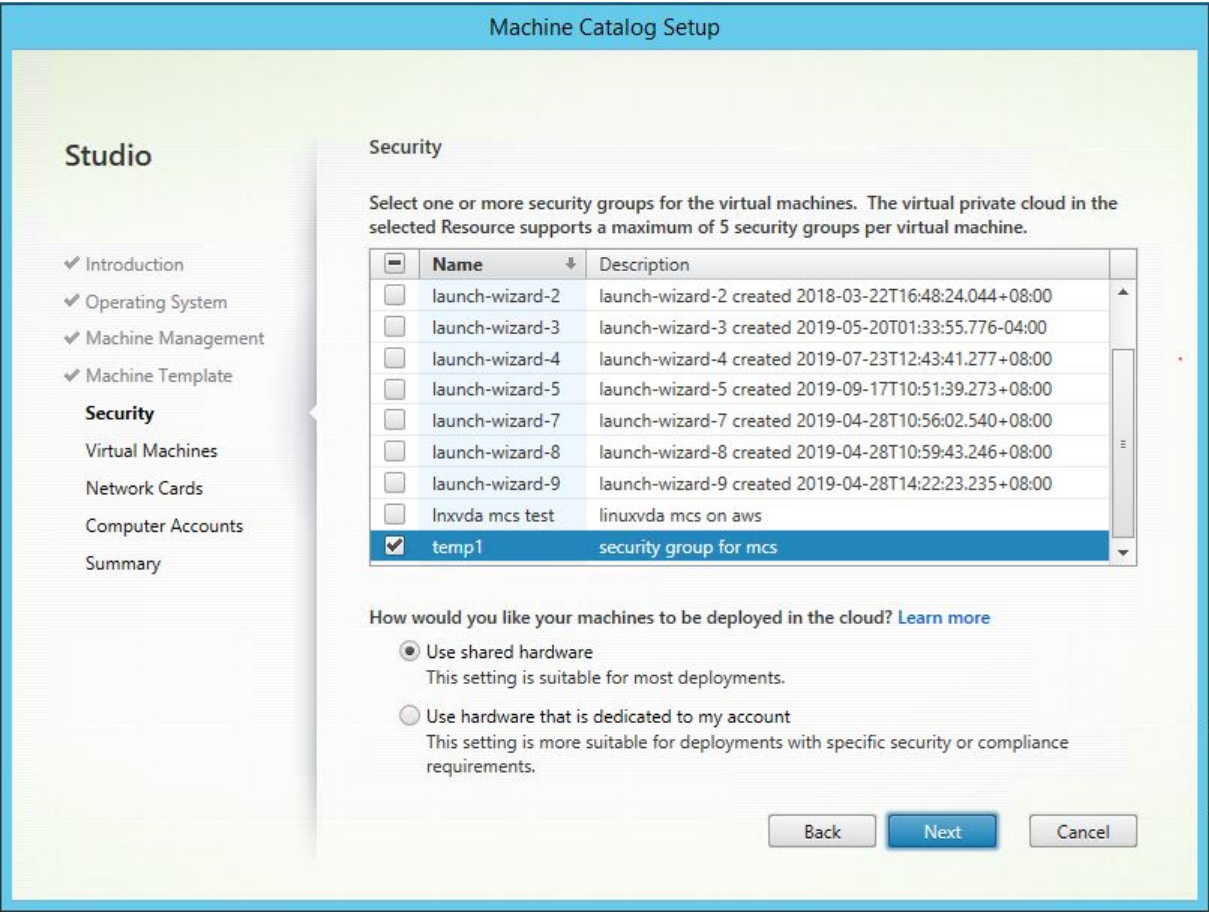 Machine Catalog Setup
Studio
Introduction
Operating System
Machine Management
Machine Template
Security
Virtual Machines
Network Cards
Computer Accounts
Summary
Security
Select one or more security groups for the virtual machines.  The virtual private cloud in the
selected Resource supports a maximum of 5 security groups per virtual machine.
Name Description
launch-wizard-2 launch-wizard-2 created 2018-03-22T16:48:24.044+08:00
launch-wizard-3 launch-wizard-3 created 2019-05-20T01:33:55.776-04:00
launch-wizard-4 launch-wizard-4 created 2019-07-23T12:43:41.277+08:00
launch-wizard-5 launch-wizard-5 created 2019-09-17T10:51:39.273+08:00
launch-wizard-7 launch-wizard-7 created 2019-04-28T10:56:02.540+08:00
launch-wizard-8 launch-wizard-8 created 2019-04-28T10:59:43.246+08:00
launch-wizard-9 launch-wizard-9 created 2019-04-28T14:22:23.235+08:00
lnxvda mcs test linuxvda mcs on aws
temp1 security group for mcs
How would you like your machines to be deployed in the cloud? Learn more
Use shared hardware
This setting is suitable for most deployments.
Use hardware that is dedicated to my account
This setting is more suitable for deployments with specific security or compliance
requirements.
Back Next Cancel